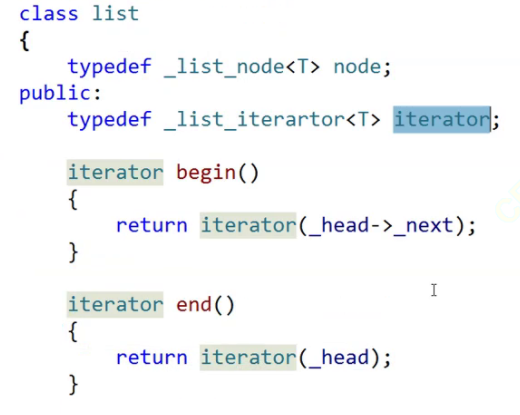 class list
{
typedef _list_node<T> node;
public:
typedef _list_iterartor<T> iterator;
iterator begin()
{
return iterator(_head->_next);
}
iterator end()
{
return iterator(_head);
}